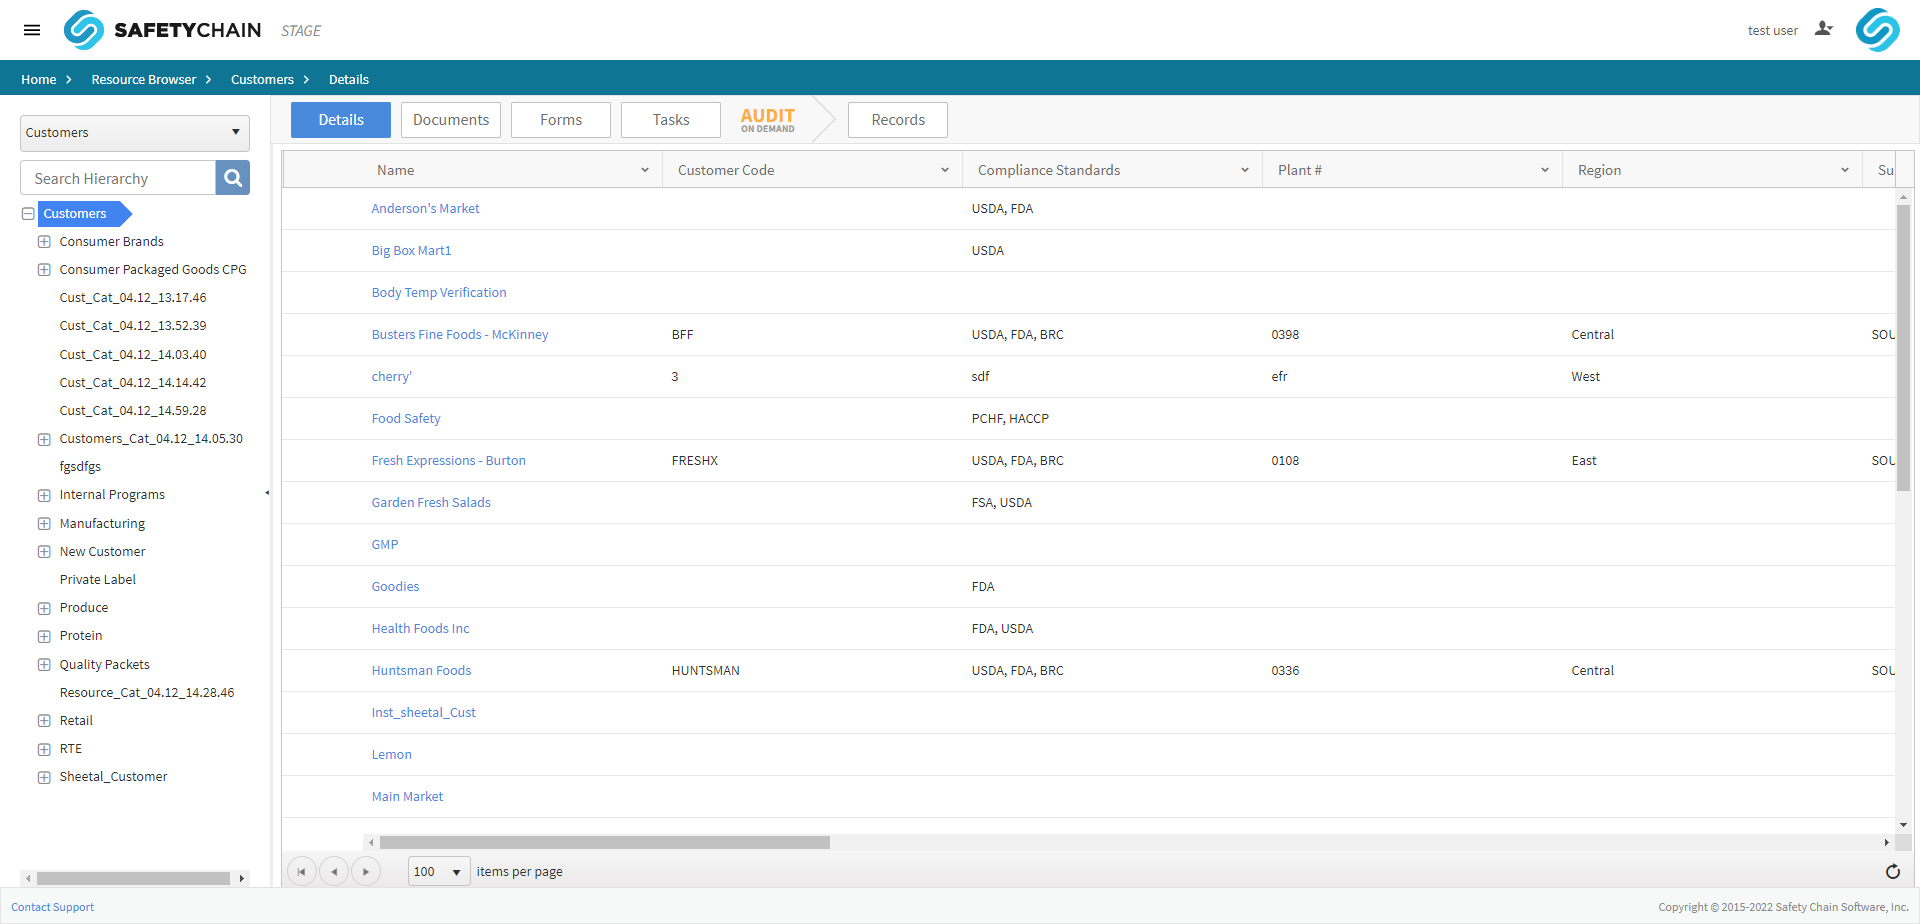 SAFETYCHAIN STAGE test user
Home Resource Browser Customers Details
Customers
Search Hierarchy
Customers
Consumer Brands
Consumer Packaged Goods CPG
Cust_Cat_04.12_13.17.46
Cust_Cat_04.12_13.52.39
Cust_Cat_04.12_14.03.40
Cust_Cat_04.12_14.14.42
Cust_Cat_04.12_14.59.28
Customers_Cat_04.12_14.05.30
fgsdfgs
Internal Programs
Manufacturing
New Customer
Private Label
Produce
Protein
Quality Packets
Resource_Cat_04.12_14.28.46
Retail
RTE
Sheetal_Customer
Details Documents Forms Tasks AUDIT ON DEMAND Records
Name Customer Code Compliance Standards Plant # Region Su
Anderson's Market USDA, FDA
Big Box Mart1 USDA
Body Temp Verification
Busters Fine Foods - McKinney BFF USDA, FDA, BRC 0398 Central SOU
cherry' 3 sdf efr West
Food Safety PCHF, HACCP
Fresh Expressions - Burton FRESHX USDA, FDA, BRC 0108 East SOU
Garden Fresh Salads FSA, USDA
GMP
Goodies FDA
Health Foods Inc FDA, USDA
Huntsman Foods HUNTSMAN USDA, FDA, BRC 0336 Central SOU
Inst_sheetal_Cust
Lemon
Main Market
100 items per page
Contact Support Copyright © 2015-2022 Safety Chain Software, Inc.